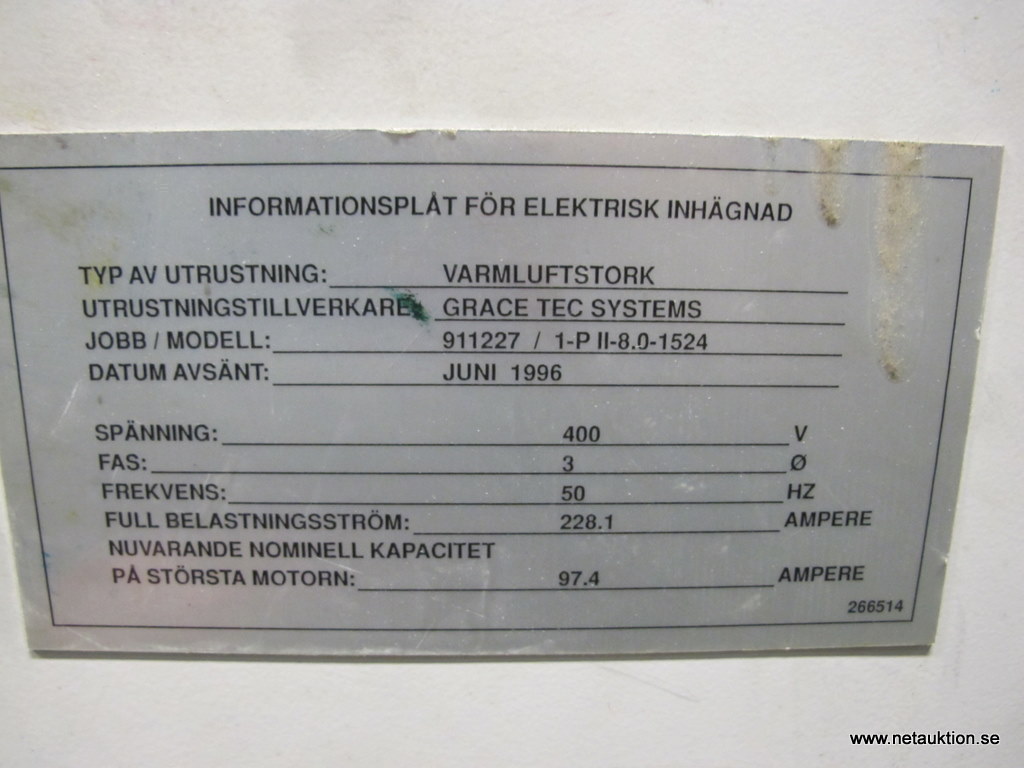 INFORMATIONSPLÅT FÖR ELEKTRISK INHÄGNAD
TYP AV UTRUSTNING: VARMLUFTSTORK
UTRUSTNINGSTILLVERKARE GRACE TEC SYSTEMS
JOBB / MODELL: 911227 / 1-P II-8.0-1524
DATUM AVSÄNT: JUNI 1996
SPÄNNING: 400 V
FAS: 3 Ø
FREKVENS: 50 HZ
FULL BELASTNINGSSTRÖM: 228.1 AMPERE
NUVARANDE NOMINELL KAPACITET
PÅ STÖRSTA MOTORN: 97.4 AMPERE
266514
www.netauktion.se